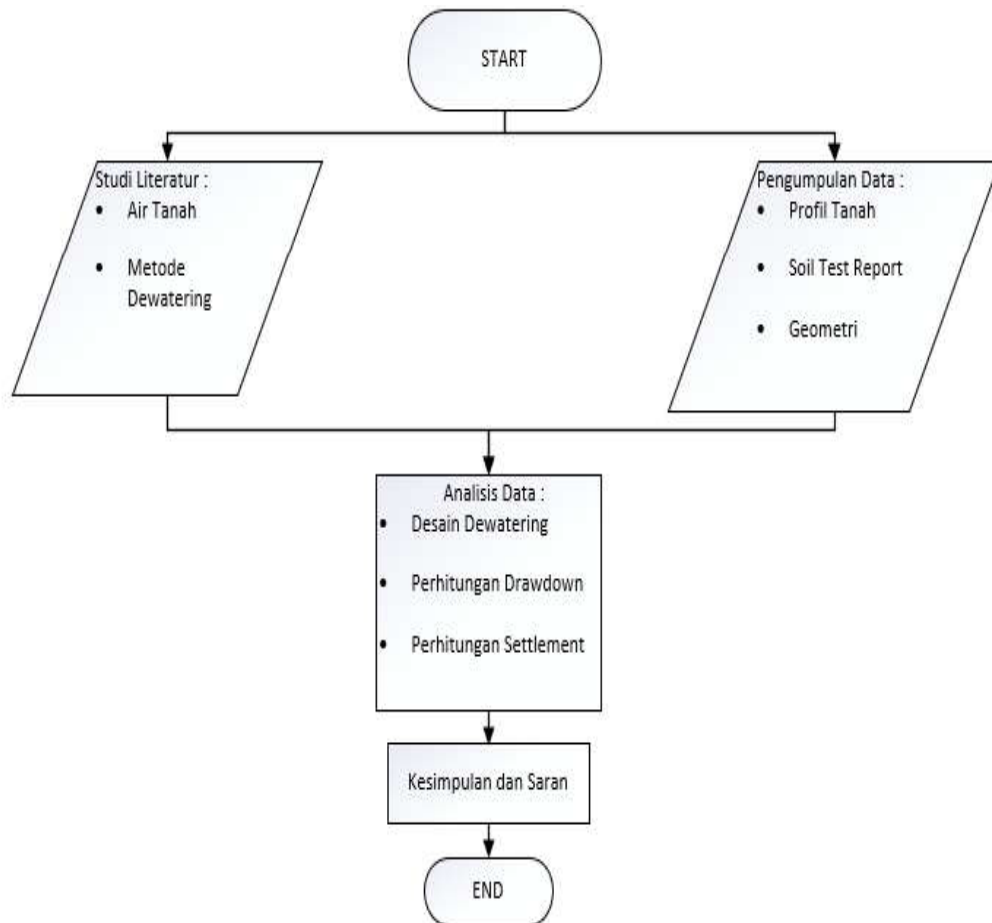 START
Studi Literatur :
• Air Tanah
• Metode
Dewatering
Pengumpulan Data :
• Profil Tanah
• Soil Test Report
• Geometri
Analisis Data :
• Desain Dewatering
• Perhitungan Drawdown
• Perhitungan Settlement
Kesimpulan dan Saran
END